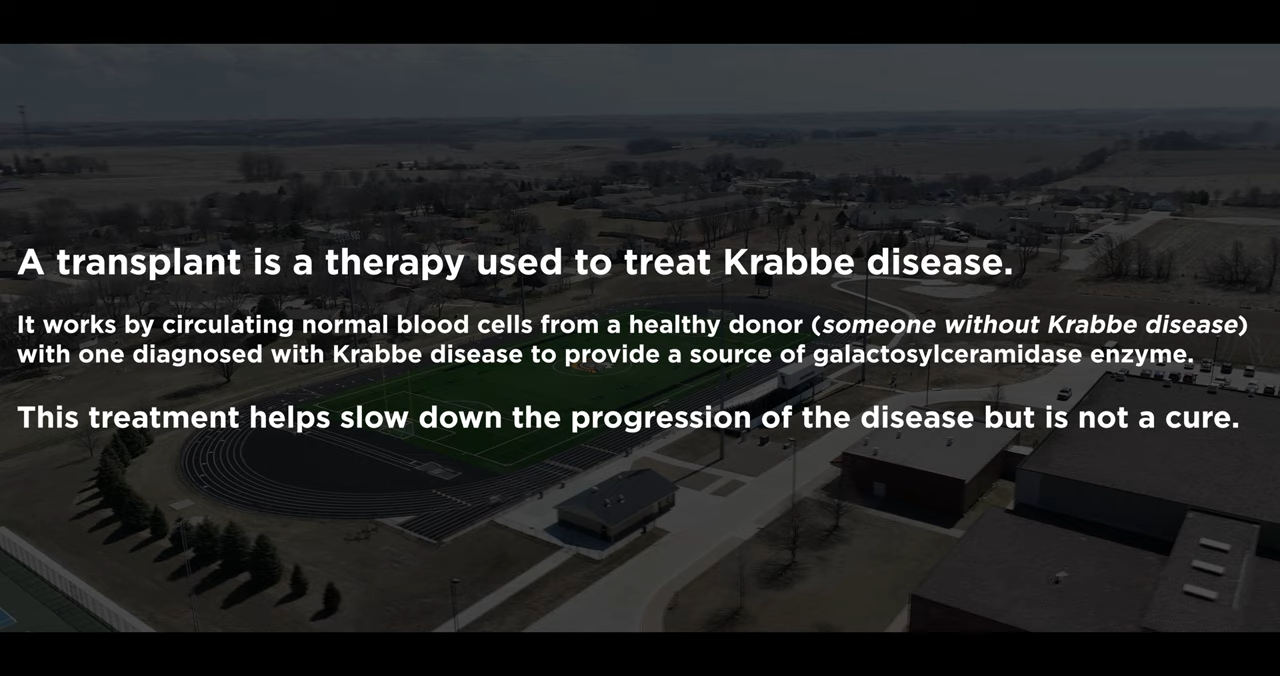 A transplant is a therapy used to treat Krabbe disease.
It works by circulating normal blood cells from a healthy donor (someone without Krabbe disease)
with one diagnosed with Krabbe disease to provide a source of galactosylceramidase enzyme.
This treatment helps slow down the progression of the disease but is not a cure.